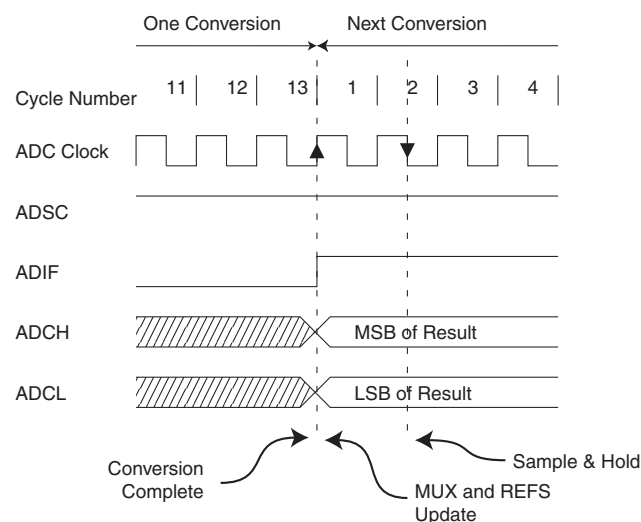 One Conversion Next Conversion
Cycle Number 11 12 13 1 2 3 4
ADC Clock
ADSC
ADIF
ADCH MSB of Result
ADCL LSB of Result
Conversion
Complete
MUX and REFS
Update
Sample & Hold